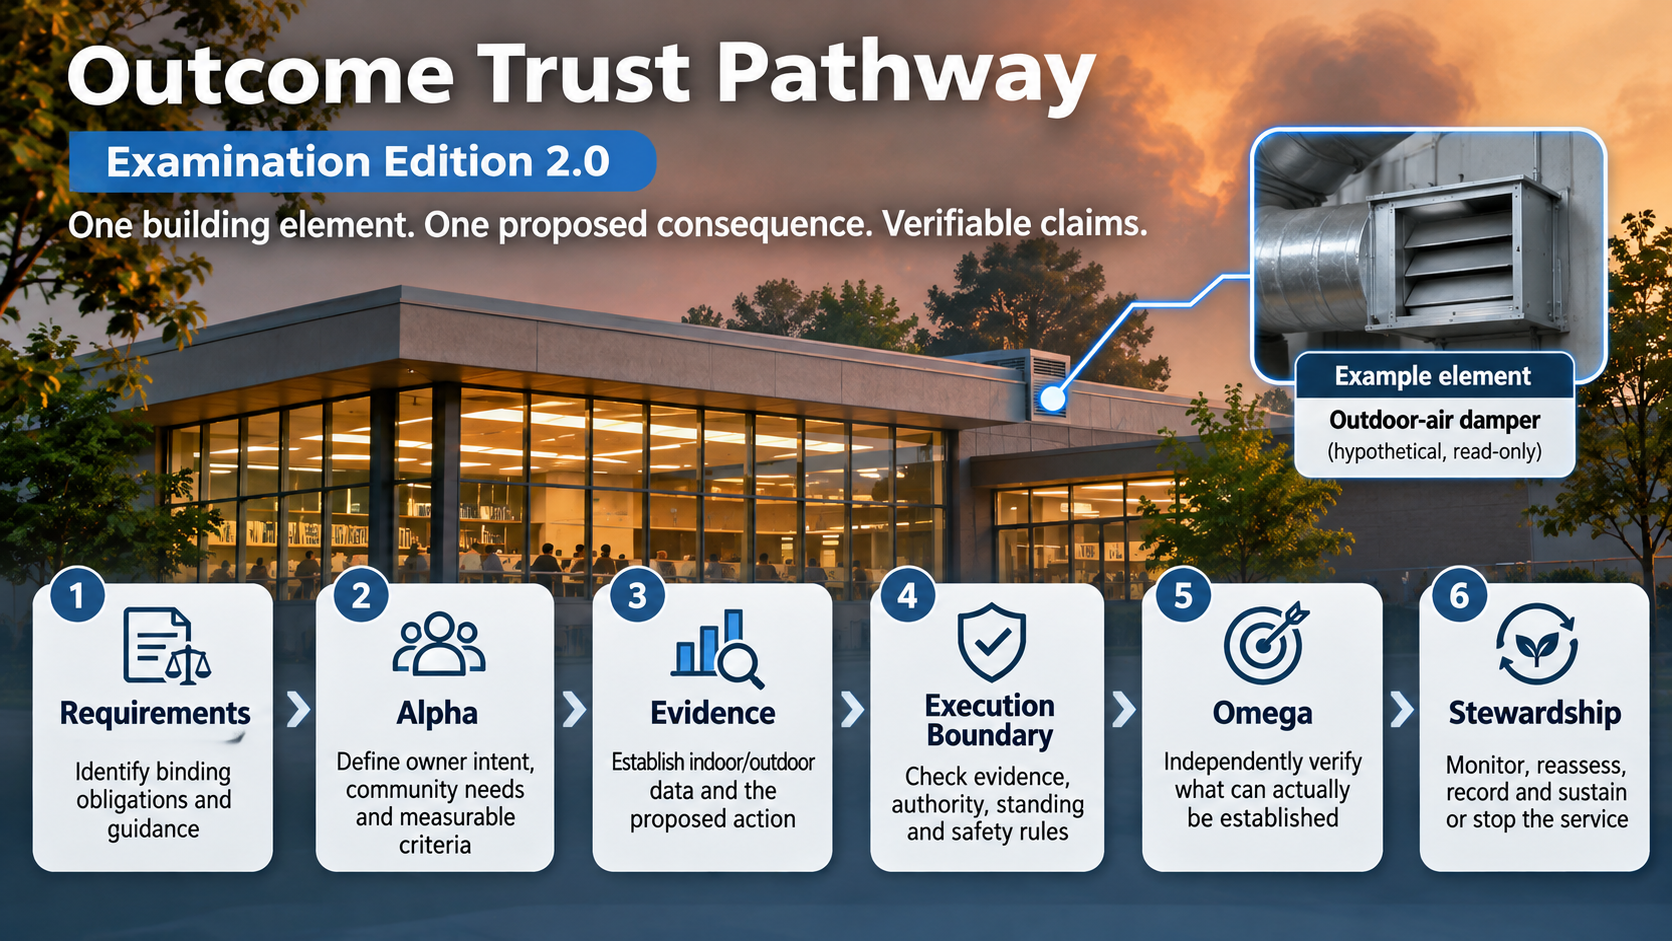 Outcome Trust Pathway
Examination Edition 2.0
One building element. One proposed consequence. Verifiable claims.
Example element
Outdoor-air damper
(hypothetical, read-only)
1
Requirements
Identify binding
obligations and
guidance
2
Alpha
Define owner intent,
community needs
and measurable
criteria
3
Evidence
Establish indoor/outdoor
data and the
proposed action
4
Execution
Boundary
Check evidence,
authority, standing
and safety rules
5
Omega
Independently verify
what can actually
be established
6
Stewardship
Monitor, reassess,
record and sustain
or stop the service